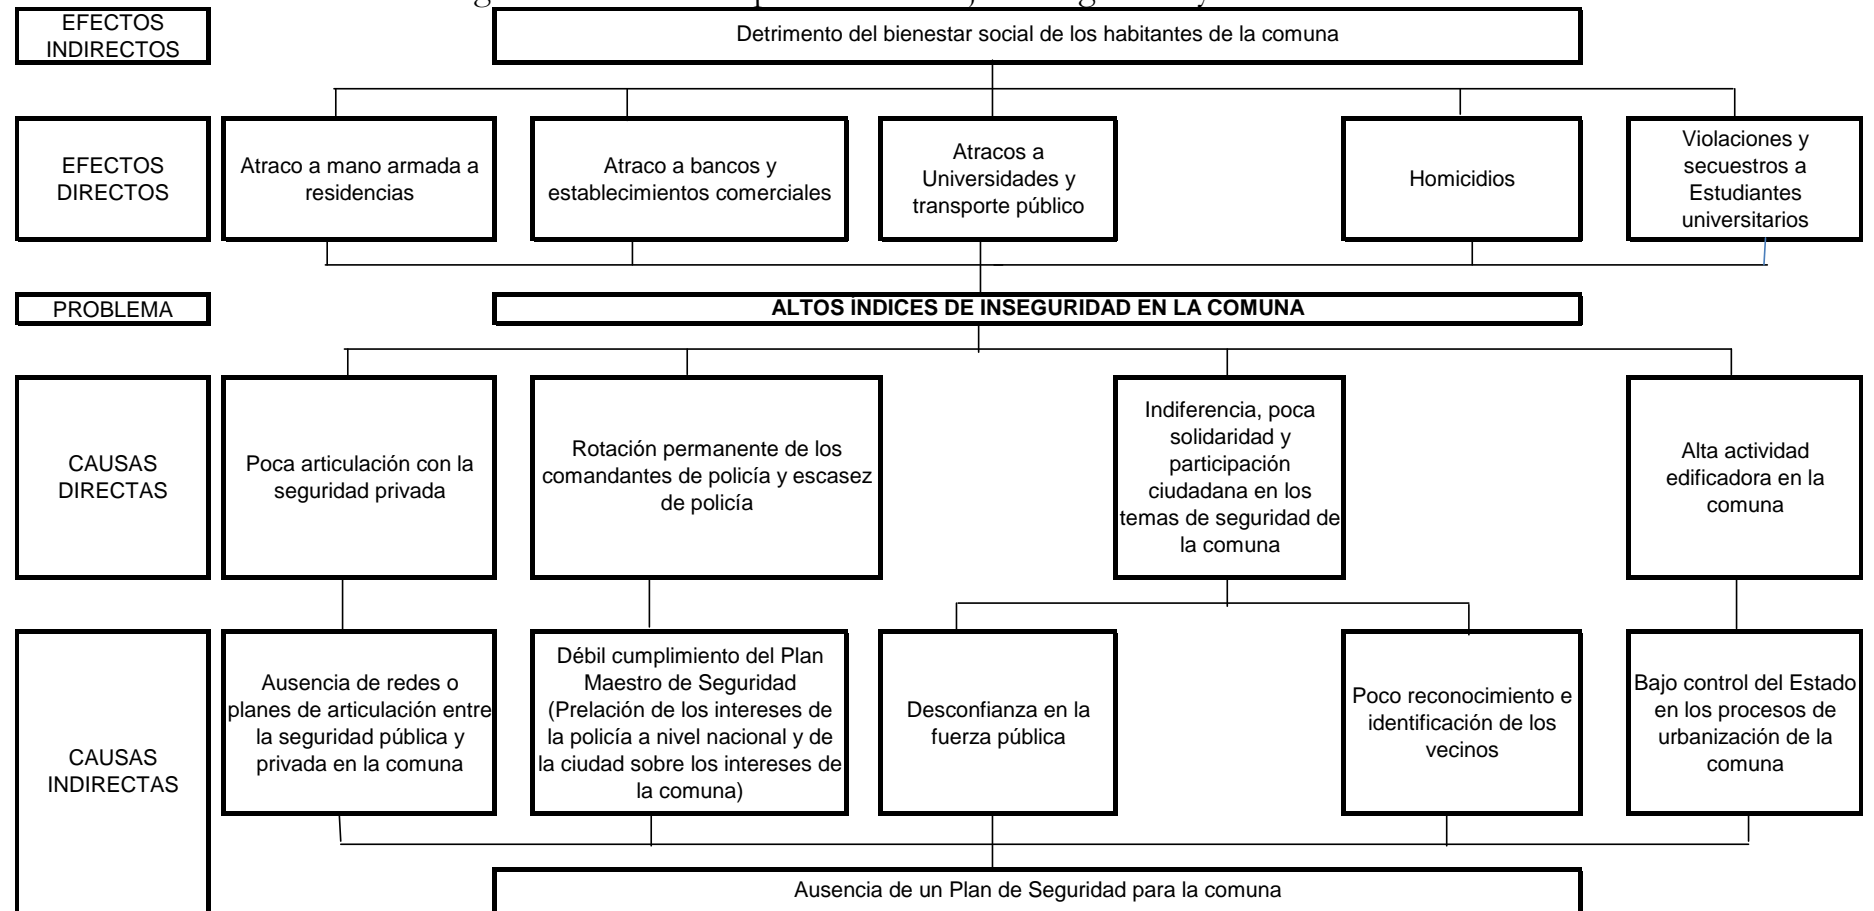 EFECTOS
INDIRECTOS
Detrimento del bienestar social de los habitantes de la comuna
EFECTOS
DIRECTOS
Atraco a mano armada a
residencias
Atraco a bancos y
establecimientos comerciales
Atracos a
Universidades y
transporte público
Homicidios
Violaciones y
secuestros a
Estudiantes
universitarios
PROBLEMA
ALTOS ÍNDICES DE INSEGURIDAD EN LA COMUNA
CAUSAS
DIRECTAS
Poca articulación con la
seguridad privada
Rotación permanente de los
comandantes de policía y escasez
de policía
Indiferencia, poca
solidaridad y
participación
ciudadana en los
temas de seguridad de
la comuna
Alta actividad
edificadora en la
comuna
CAUSAS
INDIRECTAS
Ausencia de redes o
planes de articulación entre
la seguridad pública y
privada en la comuna
Débil cumplimiento del Plan
Maestro de Seguridad
(Prelación de los intereses de
la policía a nivel nacional y de
la ciudad sobre los intereses de
la comuna)
Desconfianza en la
fuerza pública
Poco reconocimiento e
identificación de los
vecinos
Bajo control del Estado
en los procesos de
urbanización de la
comuna
Ausencia de un Plan de Seguridad para la comuna